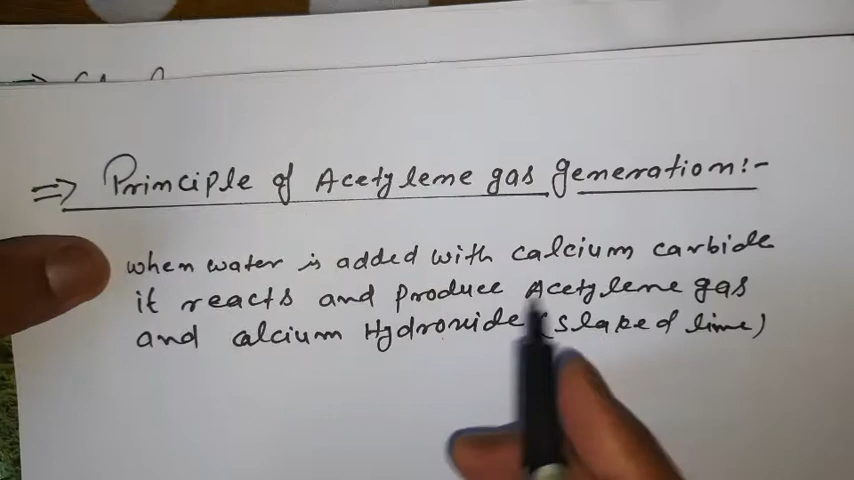 ⇒ Principle of Acetylene gas generation:-
when water is added with calcium carbide
it reacts and produce Acetylene gas
and calcium Hydroxide (slaked lime)